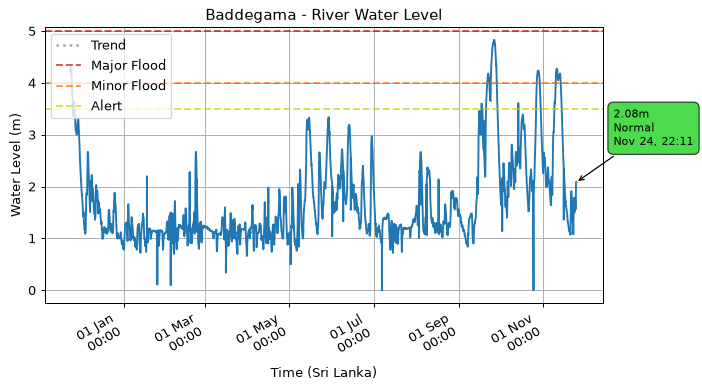 Baddegama - River Water Level
Water Level (m)
5
4
3
2
1
0
Trend
Major Flood
Minor Flood
Alert
2.08m
Normal
Nov 24, 22:11
01 Jan
00:00
01 Mar
00:00
01 May
00:00
01 Jul
00:00
01 Sep
00:00
01 Nov
00:00
Time (Sri Lanka)